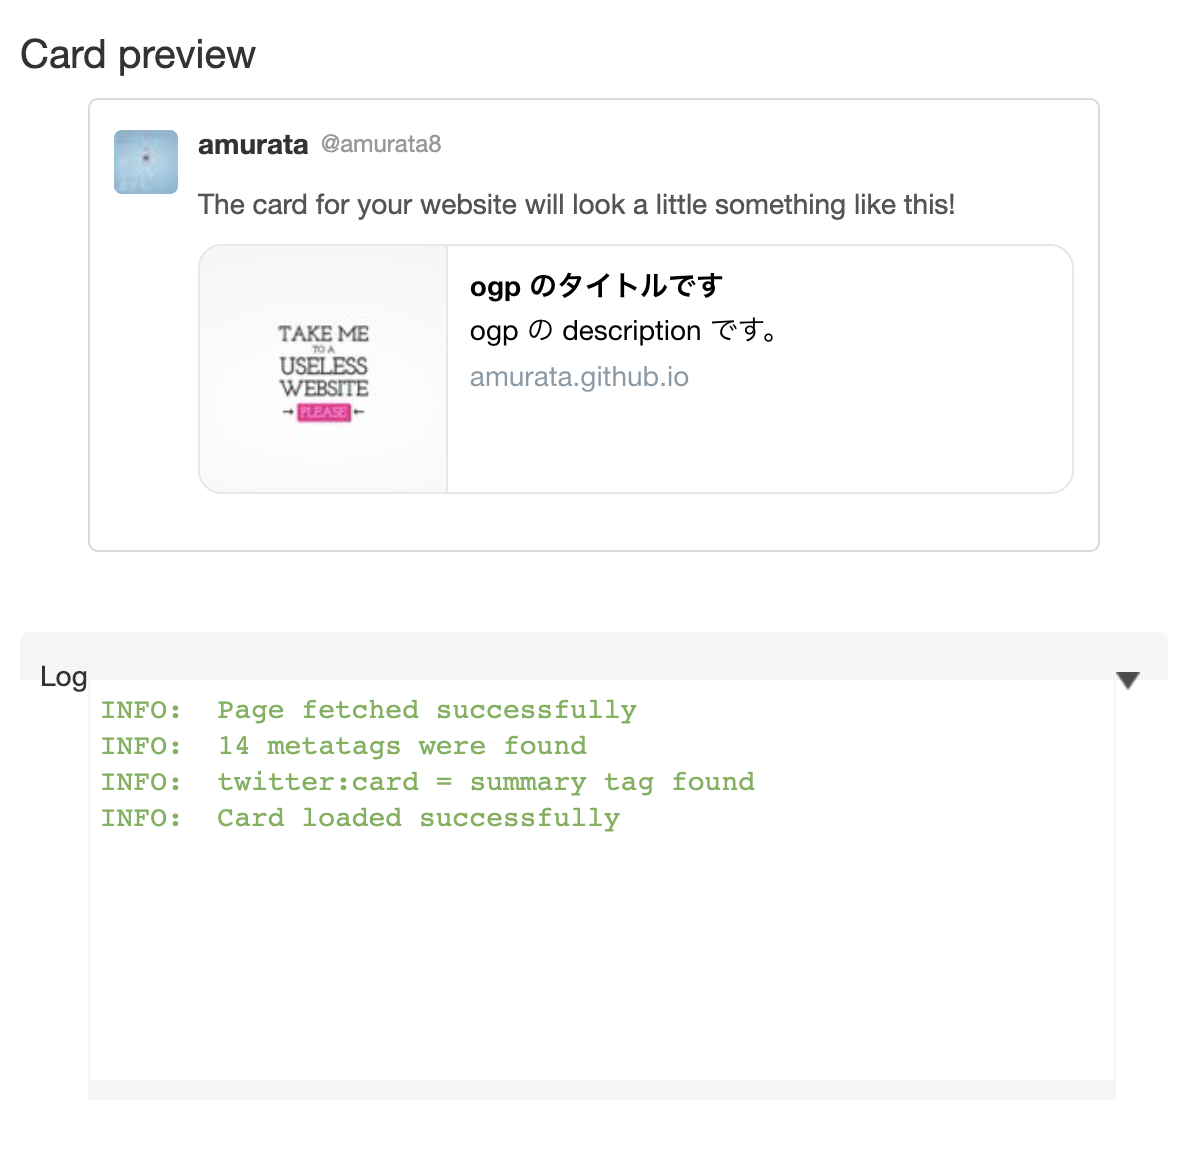 Card preview
amurata @amurata8
The card for your website will look a little something like this!
TAKE ME
TO A
USELESS
WEBSITE
→ PLEASE ←
ogp のタイトルです
ogp の description です。
amurata.github.io
Log
INFO:  Page fetched successfully
INFO:  14 metatags were found
INFO:  twitter:card = summary tag found
INFO:  Card loaded successfully